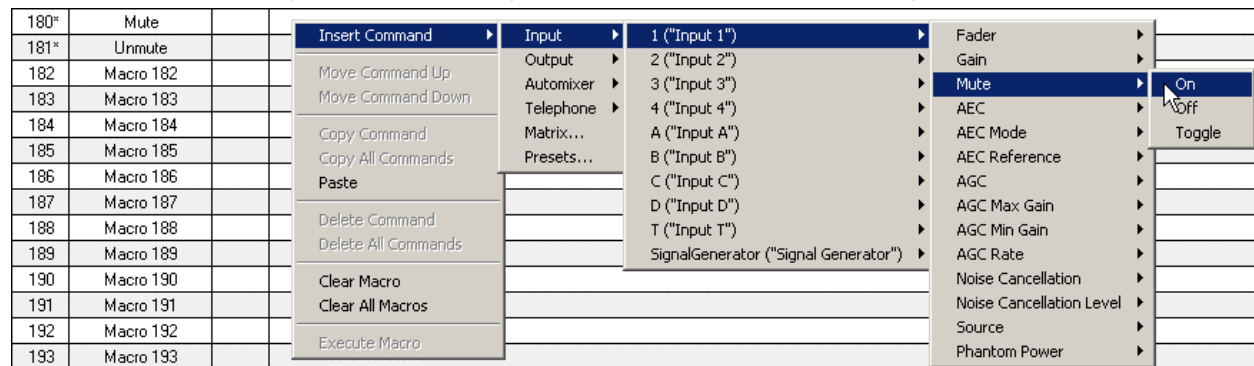 180* Mute
181* Unmute
182 Macro 182
183 Macro 183
184 Macro 184
185 Macro 185
186 Macro 186
187 Macro 187
188 Macro 188
189 Macro 189
190 Macro 190
191 Macro 191
192 Macro 192
193 Macro 193
Insert Command
Move Command Up
Move Command Down
Copy Command
Copy All Commands
Paste
Delete Command
Delete All Commands
Clear Macro
Clear All Macros
Execute Macro
Input
Output
Automixer
Telephone
Matrix...
Presets...
1 ("Input 1")
2 ("Input 2")
3 ("Input 3")
4 ("Input 4")
A ("Input A")
B ("Input B")
C ("Input C")
D ("Input D")
T ("Input T")
SignalGenerator ("Signal Generator")
Fader
Gain
Mute
AEC
AEC Mode
AEC Reference
AGC
AGC Max Gain
AGC Min Gain
AGC Rate
Noise Cancellation
Noise Cancellation Level
Source
Phantom Power
On
Off
Toggle